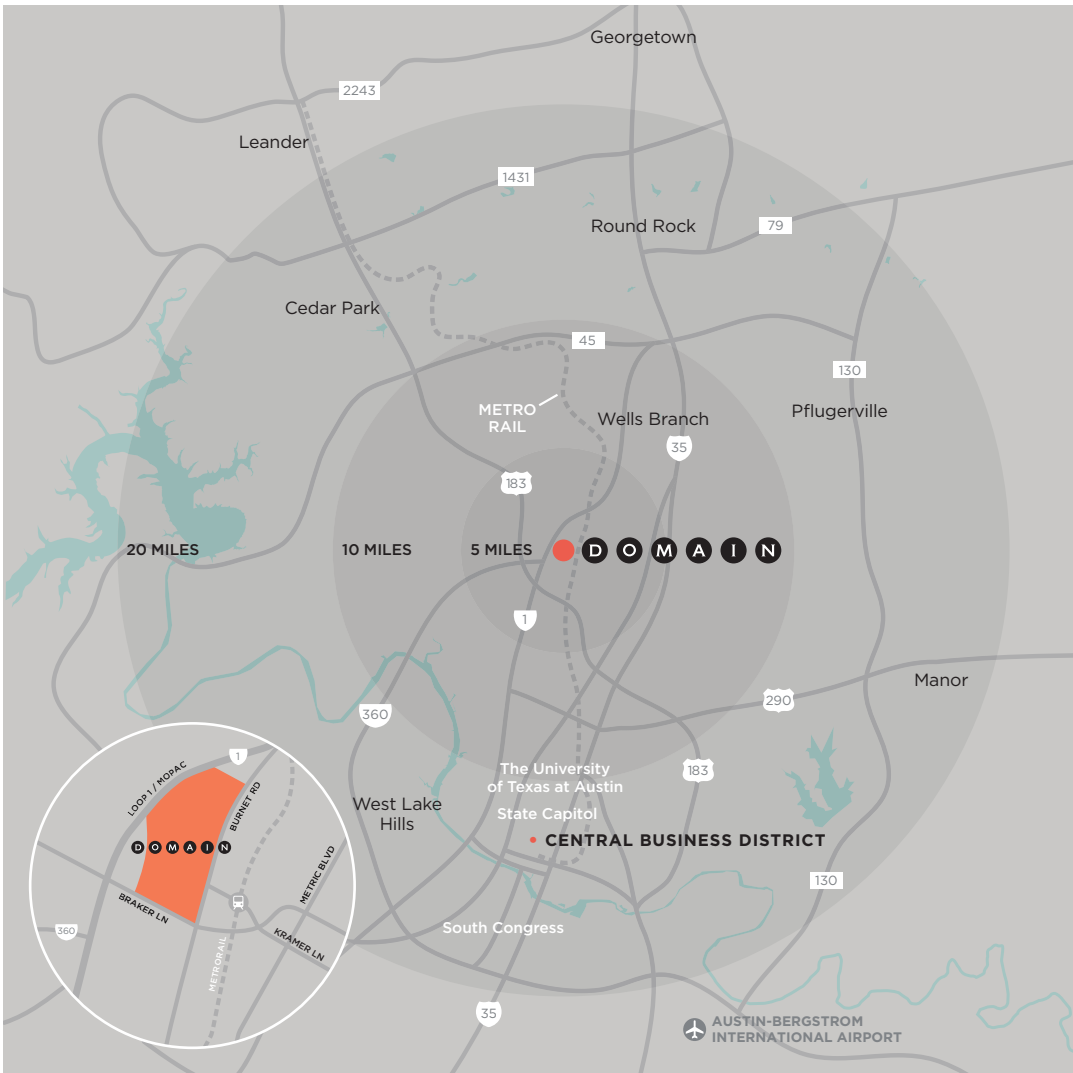 Georgetown
2243
Leander
1431
Round Rock
79
Cedar Park
45
130
METRO
RAIL
Wells Branch
Pflugerville
35
183
20 MILES
10 MILES
5 MILES
DOMAIN
1
Manor
290
360
183
The University
of Texas at Austin
West Lake
Hills
State Capitol
CENTRAL BUSINESS DISTRICT
130
South Congress
35
AUSTIN-BERGSTROM
INTERNATIONAL AIRPORT
1
LOOP 1 / MOPAC
BURNET RD
DOMAIN
METRIC BLVD
BRAKER LN
360
KRAMER LN
METRORAIL